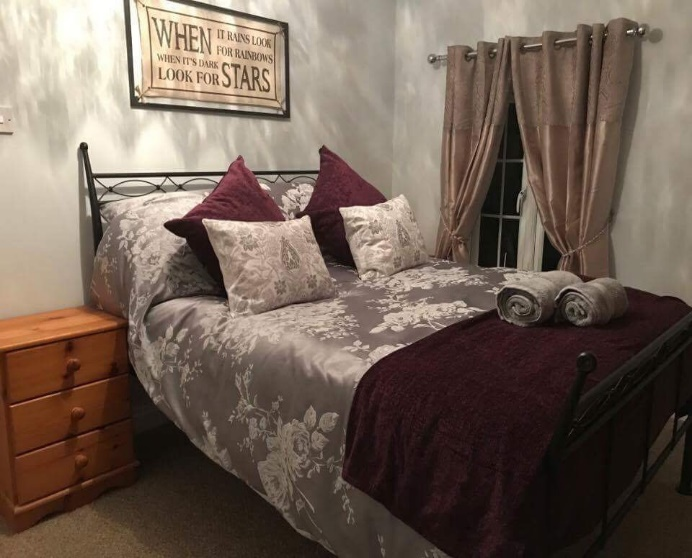 WHEN IT RAINS LOOK
FOR RAINBOWS
WHEN IT'S DARK
LOOK FOR STARS